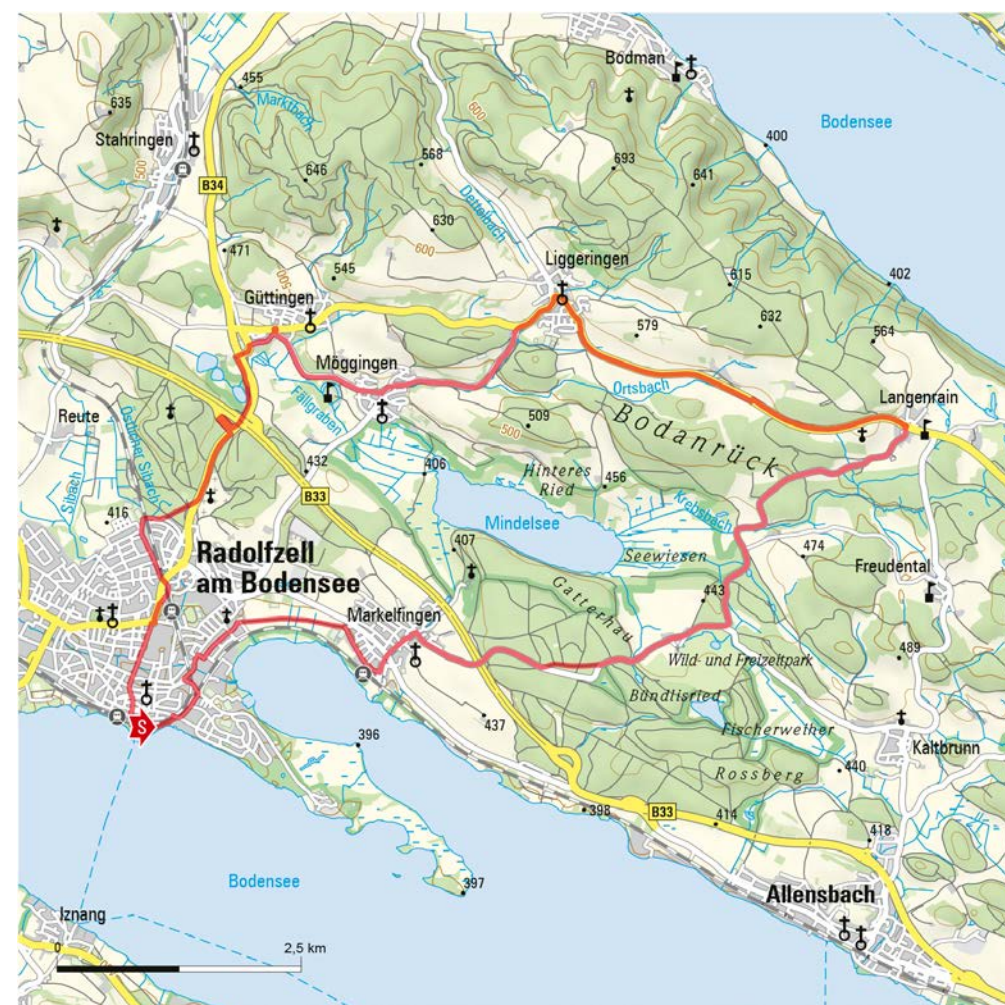 Bodman
455
635
Marktbach
600
Bodensee
Stahringen
400
500
568
693
646
641
B34
Dettelbach
630
471
600
Liggeringen
545
500
615
402
Güttingen
579
632
564
Möggingen
Ortsbach
Langenrain
Fällgraben
Reute
Östlicher Sibach
Sibach
509
500
Bodanrück
432
406
Hinteres
Ried
456
B33
416
Mindelsee
Krebsbach
Radolfzell
am Bodensee
407
Seewiesen
474
Freudental
Gatterhau
443
Markelfingen
Wild- und Freizeitpark
489
Bündlisried
437
Fischerweiher
S
396
Kaltbrunn
440
Rossberg
398
B33
414
418
Bodensee
397
Allensbach
Iznang
0
2,5 km